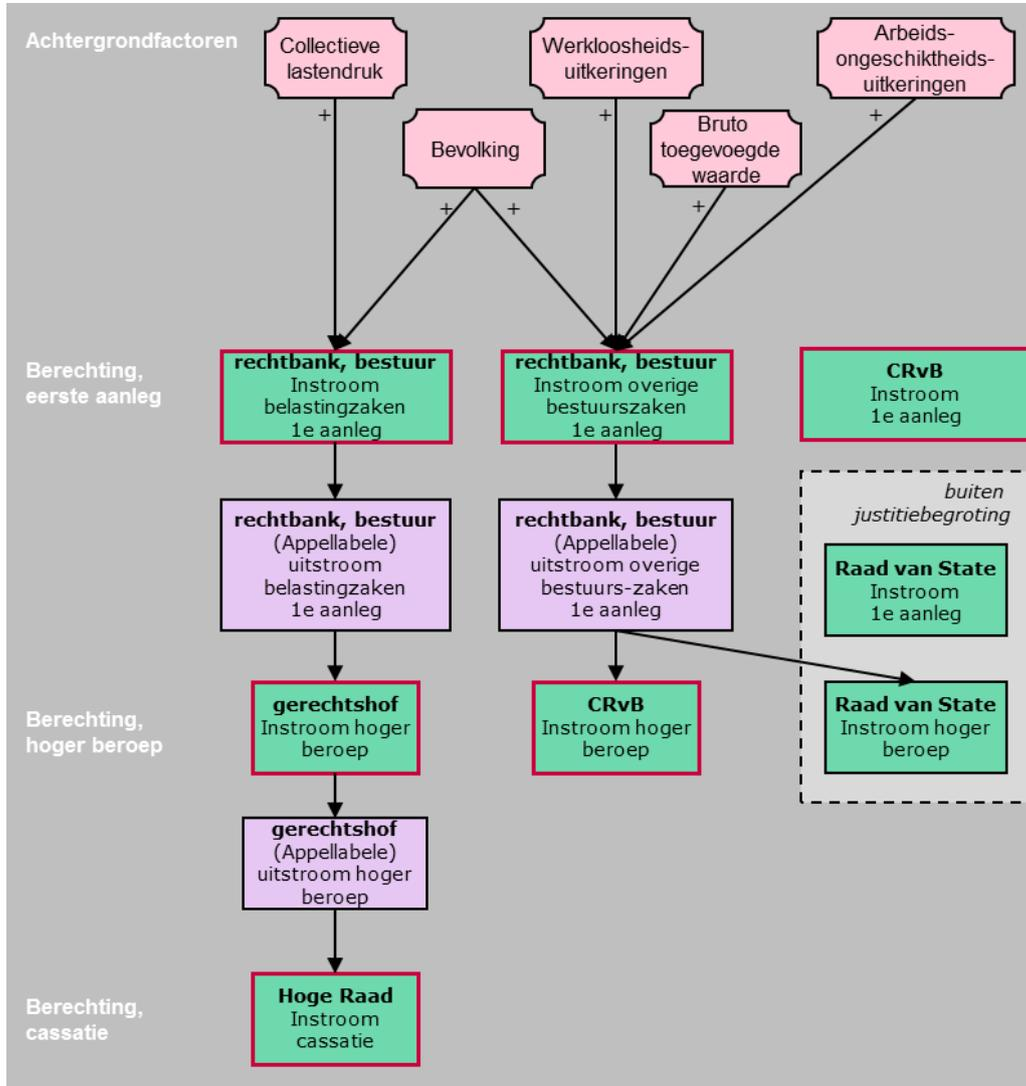 Achtergrondfactoren
Collectieve
lastendruk
Werkloosheids-
uitkeringen
Arbeids-
ongeschiktheids-
uitkeringen
Bevolking
Bruto
toegevoegde
waarde
+
+
+
+
+
+
Berechting,
eerste aanleg
rechtbank, bestuur
Instroom
belastingzaken
1e aanleg
rechtbank, bestuur
Instroom overige
bestuurszaken
1e aanleg
CRvB
Instroom
1e aanleg
rechtbank, bestuur
(Appellabele)
uitstroom
belastingzaken
1e aanleg
rechtbank, bestuur
(Appellabele)
uitstroom overige
bestuurs-zaken
1e aanleg
buiten
justitiebegroting
Raad van State
Instroom
1e aanleg
Berechting,
hoger beroep
gerechtshof
Instroom hoger
beroep
CRvB
Instroom hoger
beroep
Raad van State
Instroom hoger
beroep
gerechtshof
(Appellabele)
uitstroom hoger
beroep
Berechting,
cassatie
Hoge Raad
Instroom
cassatie